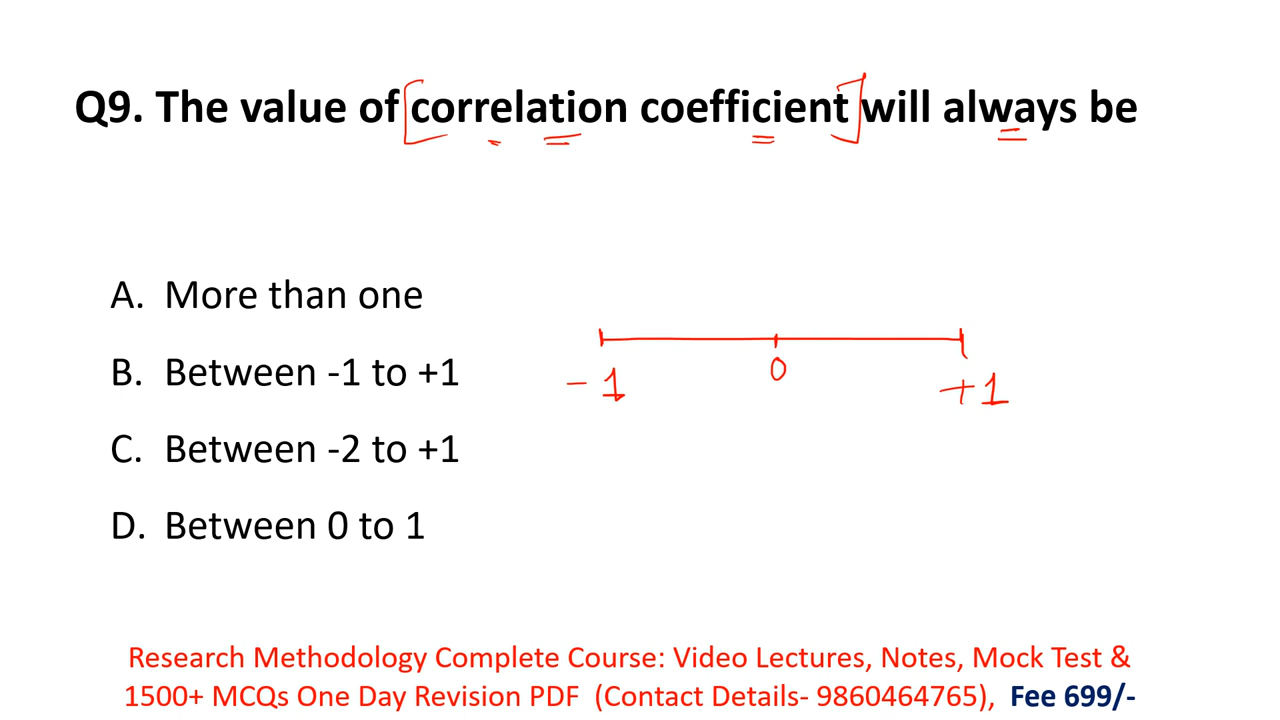 Q9. The value of correlation coefficient will always be
A. More than one
B. Between -1 to +1
C. Between -2 to +1
D. Between 0 to 1
-1 0 +1
Research Methodology Complete Course: Video Lectures, Notes, Mock Test &
1500+ MCQs One Day Revision PDF (Contact Details- 9860464765), Fee 699/-